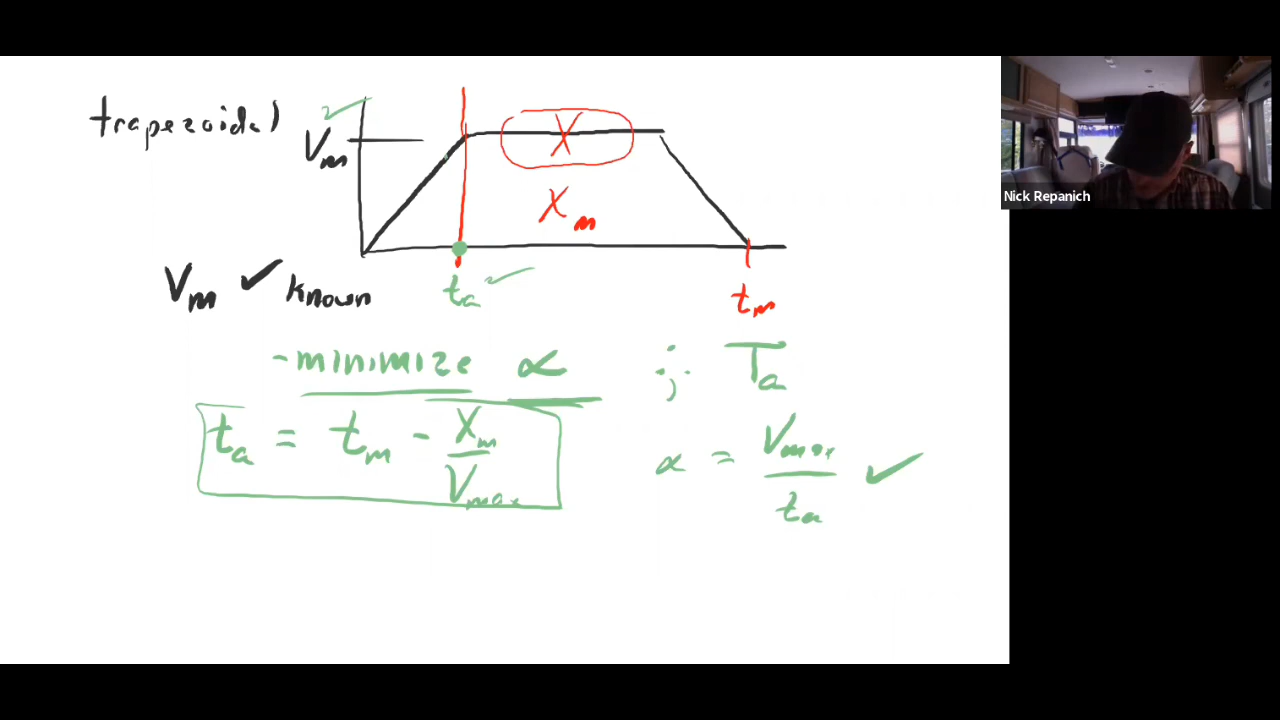 trapezoidal
Vm
X
Xm
Nick Repanich
Vm ✓ known
ta ✓
tm
- minimize α ∴ Ta
ta = tm - Xm/Vmax
α = Vmax/ta ✓